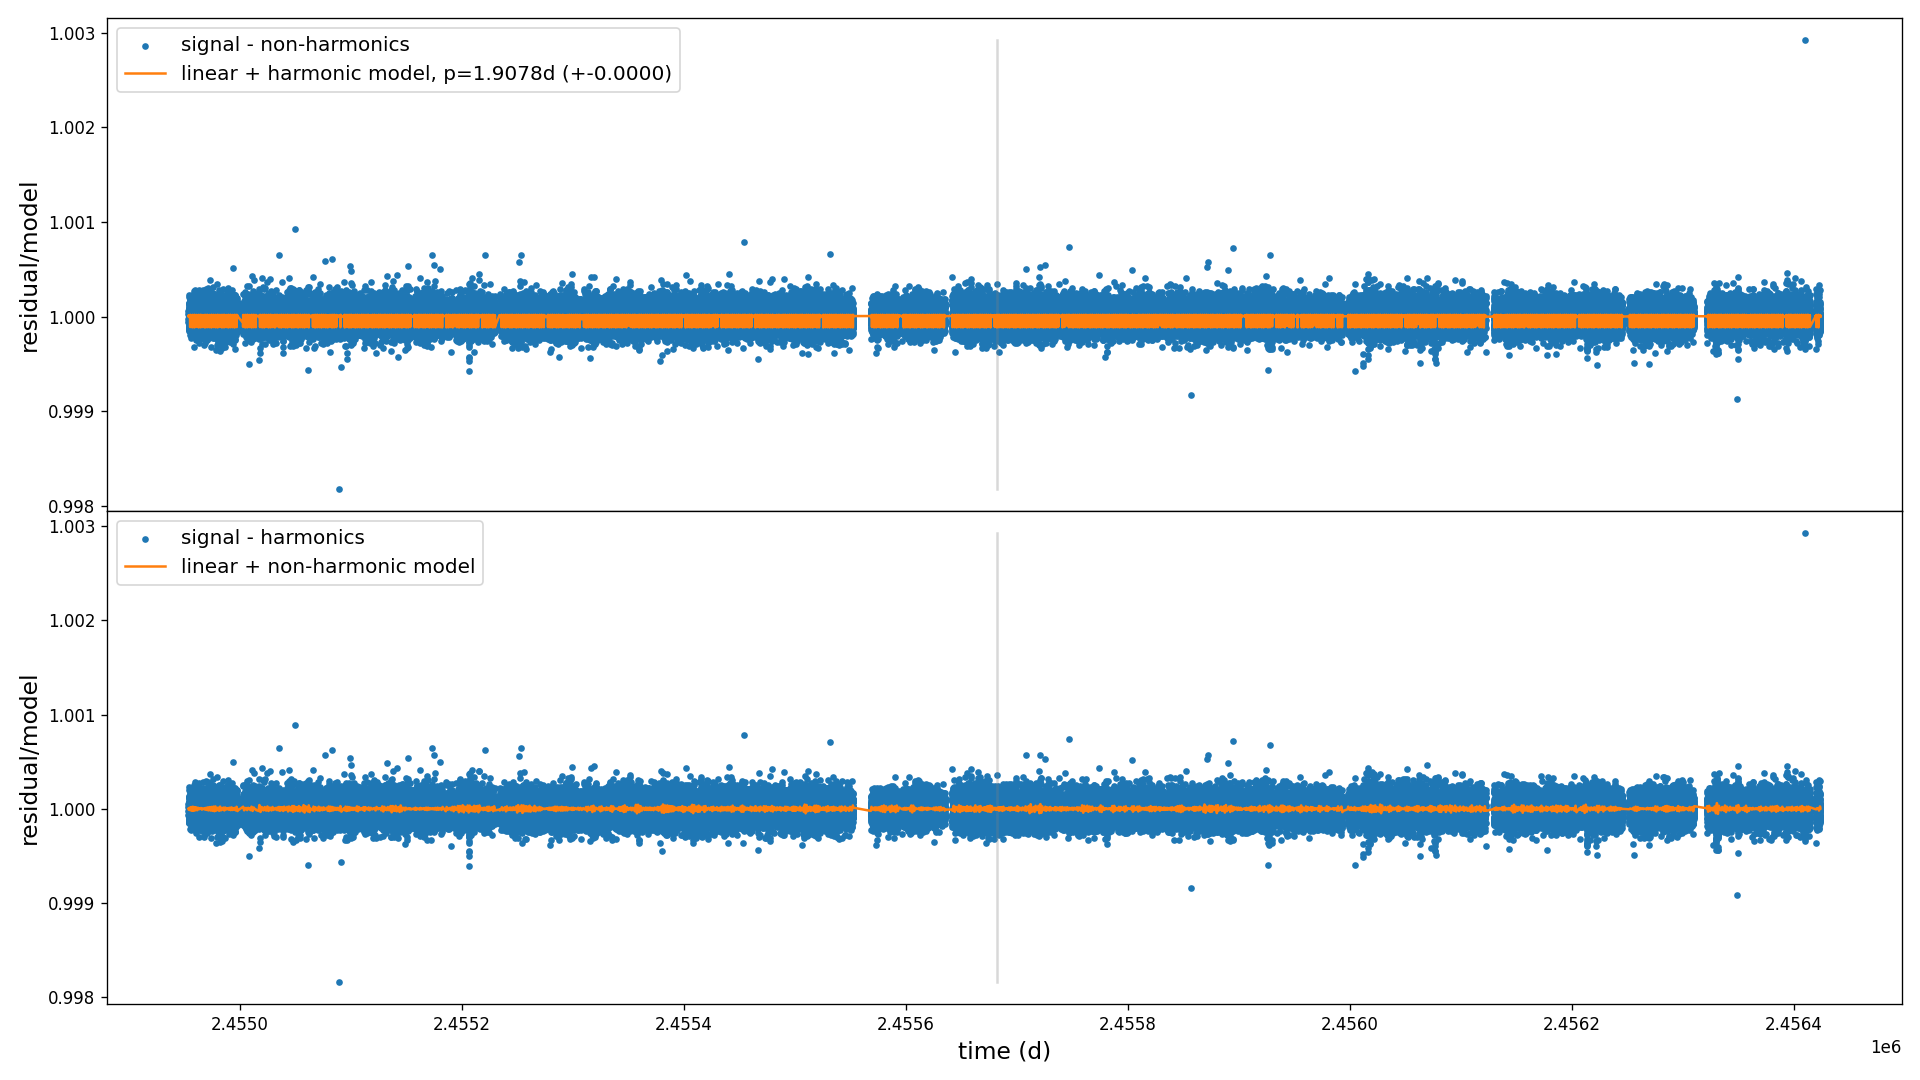 1.003
signal - non-harmonics
linear + harmonic model, p=1.9078d (+-0.0000)
1.002
1.001
residual/model
1.000
0.999
0.998
1.003
signal - harmonics
linear + non-harmonic model
1.002
1.001
residual/model
1.000
0.999
0.998
2.4550 2.4552 2.4554 2.4556 2.4558 2.4560 2.4562 2.4564
time (d)
1e6